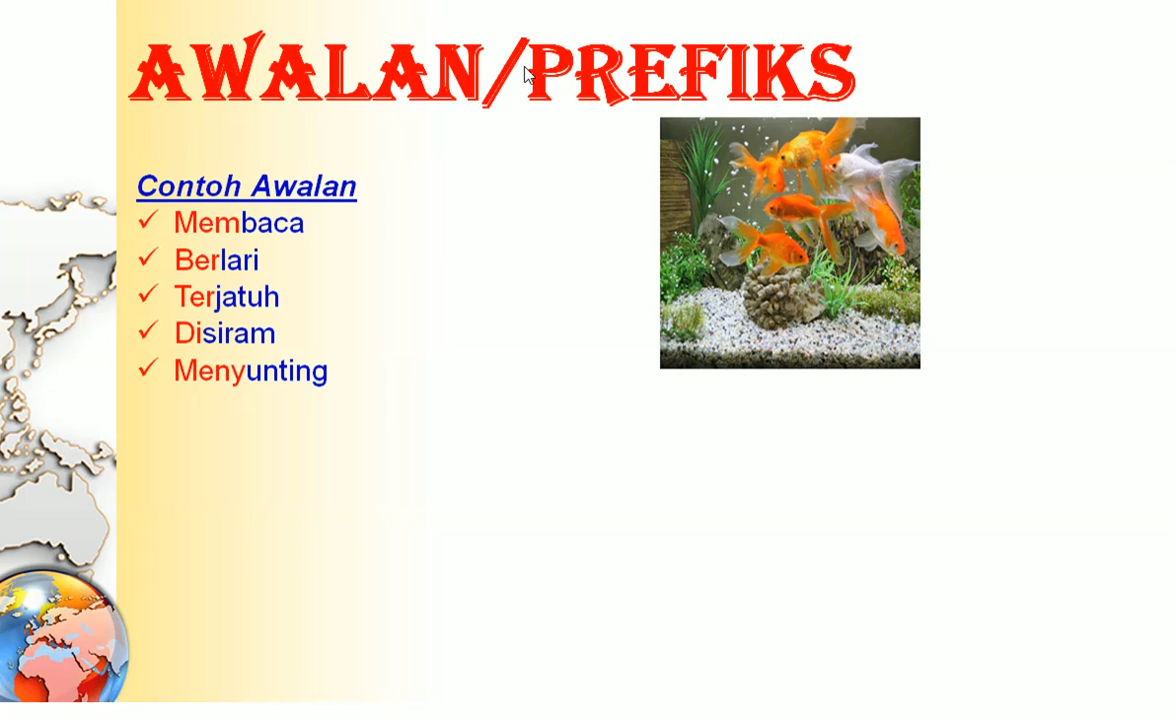 AWALAN/PREFIKS
Contoh Awalan
Membaca
Berlari
Terjatuh
Disiram
Menyunting